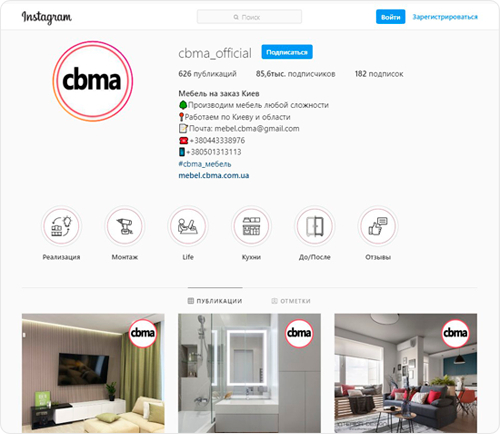 Instagram
Поиск
Войти
Зарегистрироваться
cbma
cbma_official
Подписаться
626 публикаций 85,6тыс. подписчиков 182 подписок
Мебель на заказ Киев
Производим мебель любой сложности
Работаем по Киеву и области
Почта: mebel.cbma@gmail.com
+380443338976
+380501313113
#cbma_мебель
mebel.cbma.com.ua
Реализация
Монтаж
Life
Кухни
До/После
Отзывы
ПУБЛИКАЦИИ
ОТМЕТКИ
cbma
cbma
cbma